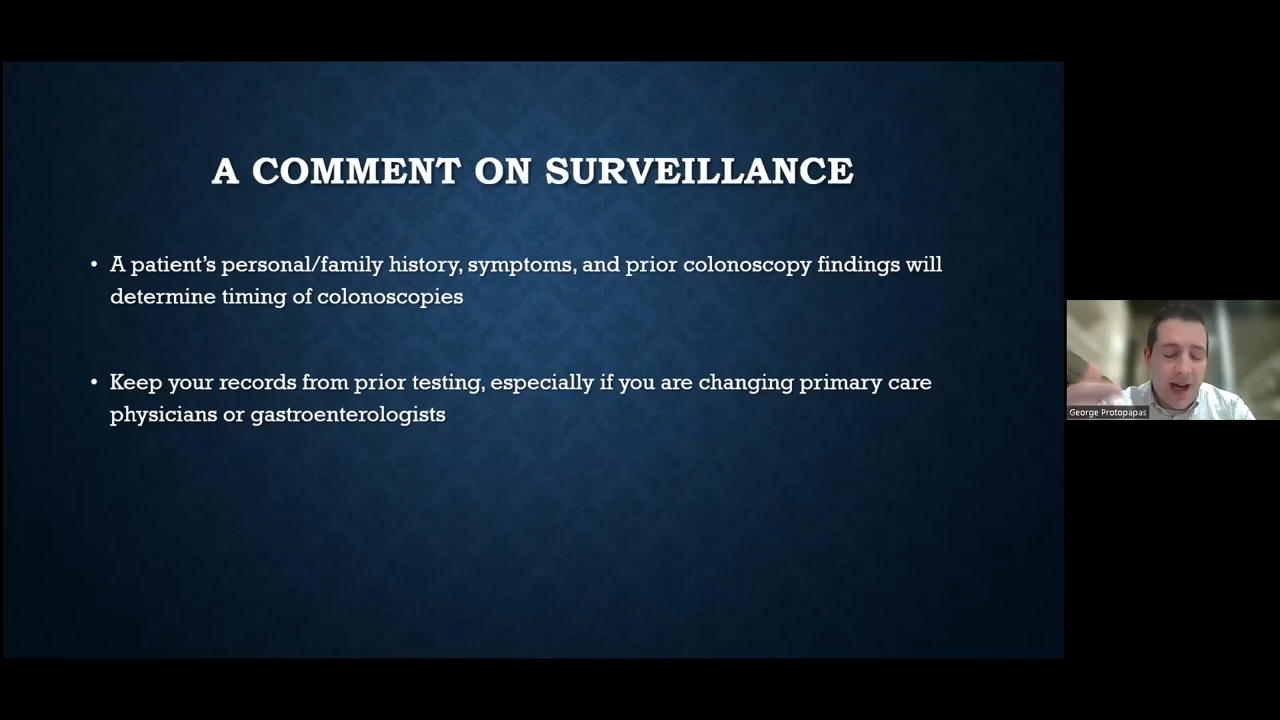 A COMMENT ON SURVEILLANCE
• A patient's personal/family history, symptoms, and prior colonoscopy findings will
determine timing of colonoscopies
• Keep your records from prior testing, especially if you are changing primary care
physicians or gastroenterologists
George Protopapas